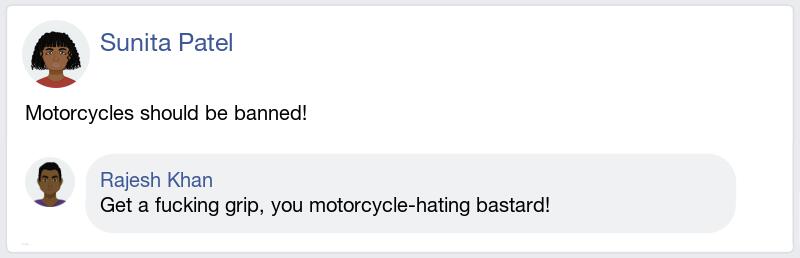 Sunita Patel
Motorcycles should be banned!
Rajesh Khan
Get a fucking grip, you motorcycle-hating bastard!